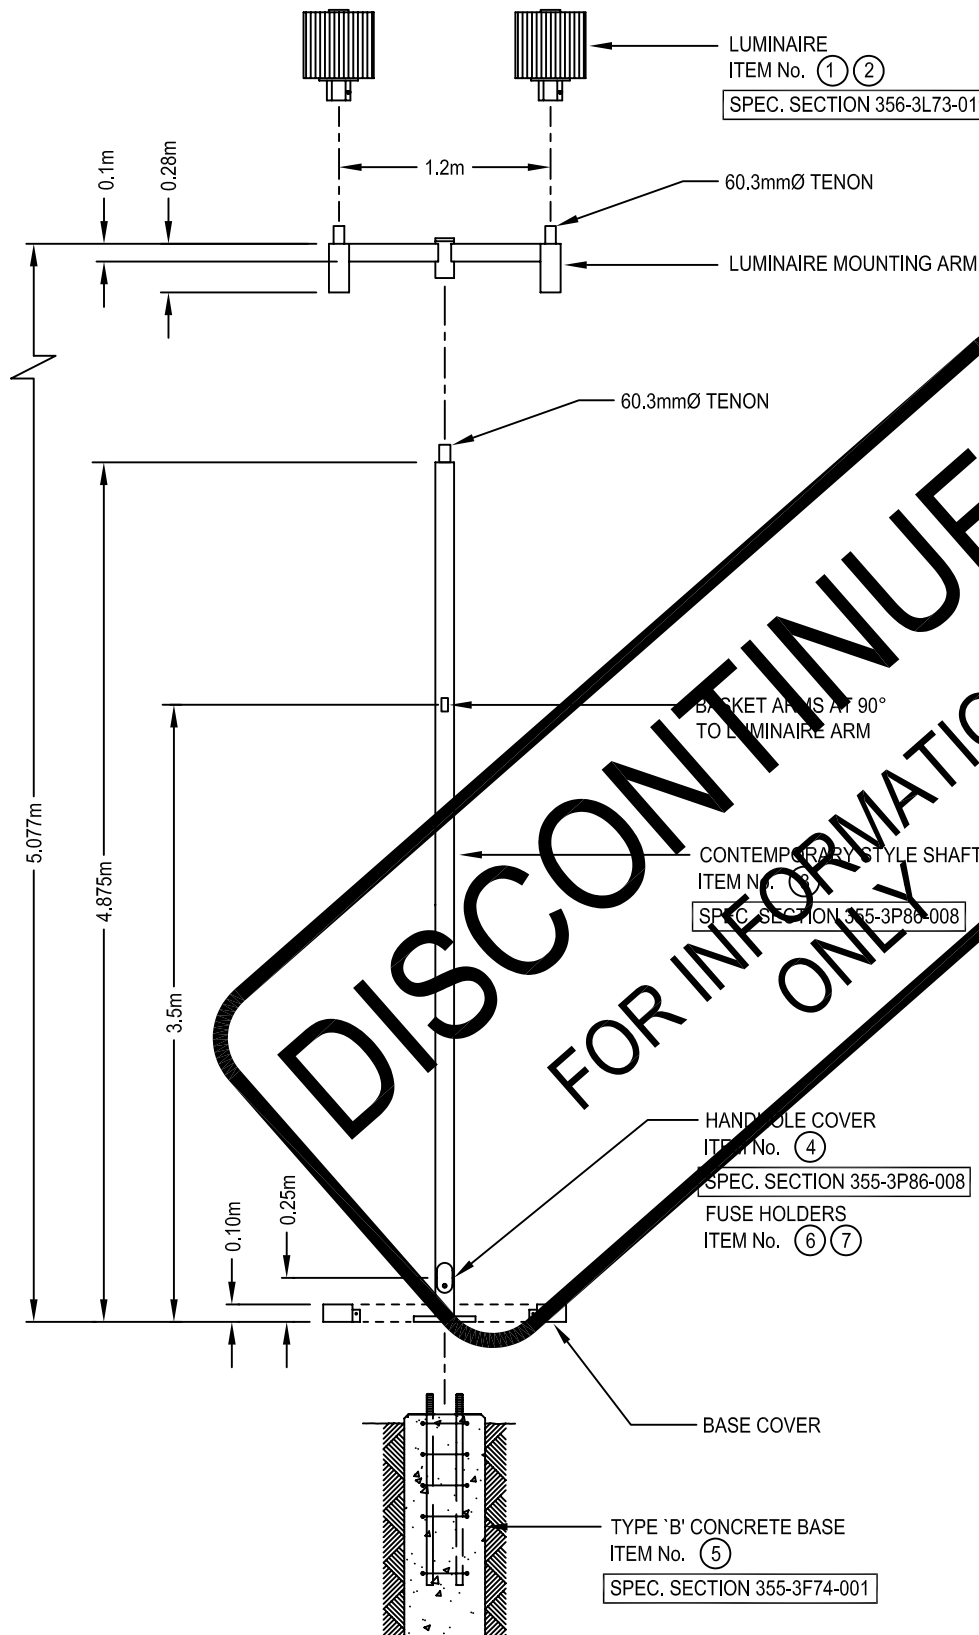 LUMINAIRE
ITEM No. 1 2
SPEC. SECTION 356-3L73-01
0.1m
0.28m
1.2m
60.3mmØ TENON
LUMINAIRE MOUNTING ARM
60.3mmØ TENON
BASKET ARMS AT 90°
TO LUMINAIRE ARM
5.077m
4.875m
3.5m
CONTEMPORARY STYLE SHAFT
ITEM No. 3
SPEC. SECTION 355-3P86-008
DISCONTINUE
FOR INFORMATIO
ONLY
HANDHOLE COVER
ITEM No. 4
SPEC. SECTION 355-3P86-008
FUSE HOLDERS
ITEM No. 6 7
0.10m
0.25m
BASE COVER
TYPE `B' CONCRETE BASE
ITEM No. 5
SPEC. SECTION 355-3F74-001